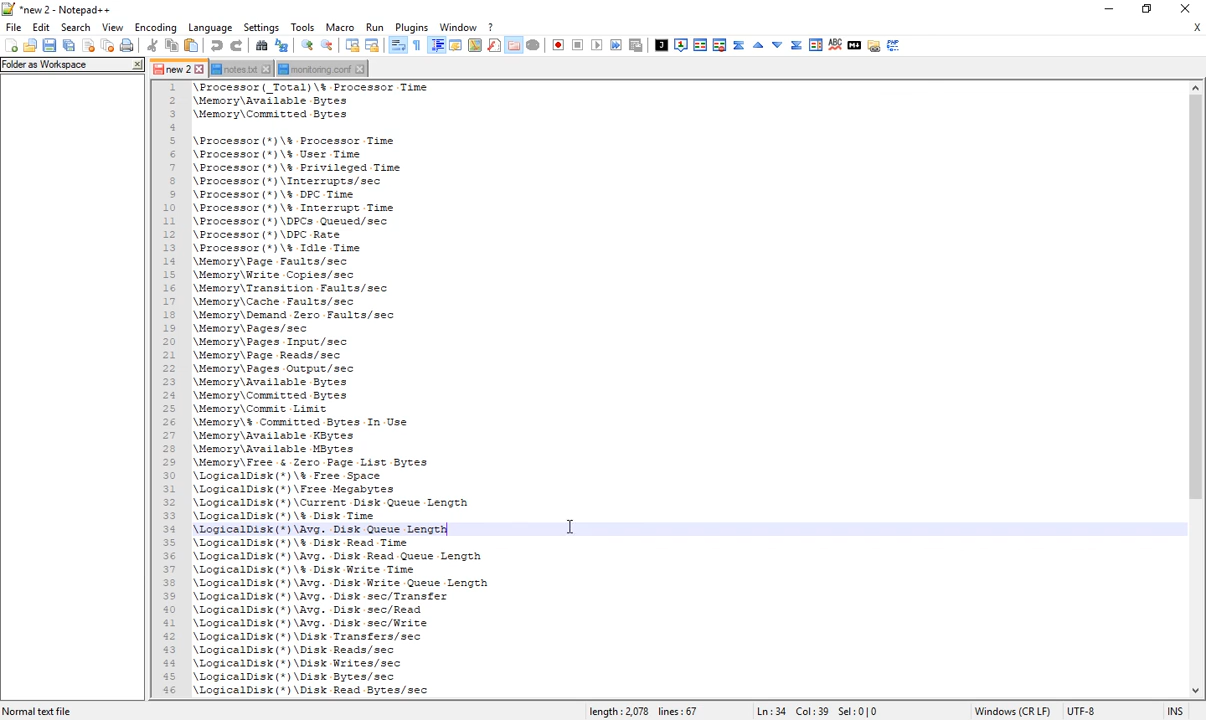 *new 2 - Notepad++
File Edit Search View Encoding Language Settings Tools Macro Run Plugins Window ? X
Folder as Workspace
new 2 notes.txt monitoring.conf
1 \Processor(_Total)\% Processor Time
2 \Memory\Available Bytes
3 \Memory\Committed Bytes
4
5 \Processor(*)\% Processor Time
6 \Processor(*)\% User Time
7 \Processor(*)\% Privileged Time
8 \Processor(*)\Interrupts/sec
9 \Processor(*)\% DPC Time
10 \Processor(*)\% Interrupt Time
11 \Processor(*)\DPCs Queued/sec
12 \Processor(*)\DPC Rate
13 \Processor(*)\% Idle Time
14 \Memory\Page Faults/sec
15 \Memory\Write Copies/sec
16 \Memory\Transition Faults/sec
17 \Memory\Cache Faults/sec
18 \Memory\Demand Zero Faults/sec
19 \Memory\Pages/sec
20 \Memory\Pages Input/sec
21 \Memory\Page Reads/sec
22 \Memory\Pages Output/sec
23 \Memory\Available Bytes
24 \Memory\Committed Bytes
25 \Memory\Commit Limit
26 \Memory\% Committed Bytes In Use
27 \Memory\Available KBytes
28 \Memory\Available MBytes
29 \Memory\Free & Zero Page List Bytes
30 \LogicalDisk(*)\% Free Space
31 \LogicalDisk(*)\Free Megabytes
32 \LogicalDisk(*)\Current Disk Queue Length
33 \LogicalDisk(*)\% Disk Time
34 \LogicalDisk(*)\Avg. Disk Queue Length
35 \LogicalDisk(*)\% Disk Read Time
36 \LogicalDisk(*)\Avg. Disk Read Queue Length
37 \LogicalDisk(*)\% Disk Write Time
38 \LogicalDisk(*)\Avg. Disk Write Queue Length
39 \LogicalDisk(*)\Avg. Disk sec/Transfer
40 \LogicalDisk(*)\Avg. Disk sec/Read
41 \LogicalDisk(*)\Avg. Disk sec/Write
42 \LogicalDisk(*)\Disk Transfers/sec
43 \LogicalDisk(*)\Disk Reads/sec
44 \LogicalDisk(*)\Disk Writes/sec
45 \LogicalDisk(*)\Disk Bytes/sec
46 \LogicalDisk(*)\Disk Read Bytes/sec
Normal text file length : 2,078 lines : 67 Ln : 34 Col : 39 Sel : 0 | 0 Windows (CR LF) UTF-8 INS